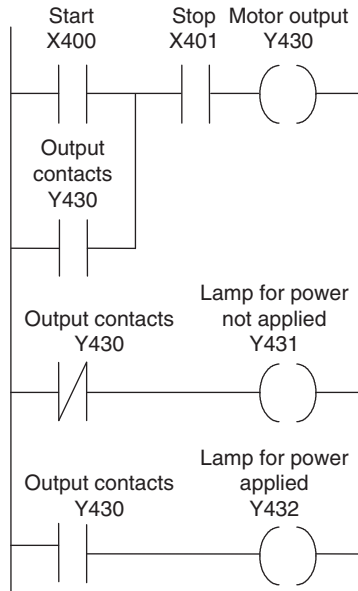 Start
X400
Stop
X401
Motor output
Y430
Output
contacts
Y430
Output contacts
Y430
Lamp for power
not applied
Y431
Output contacts
Y430
Lamp for power
applied
Y432